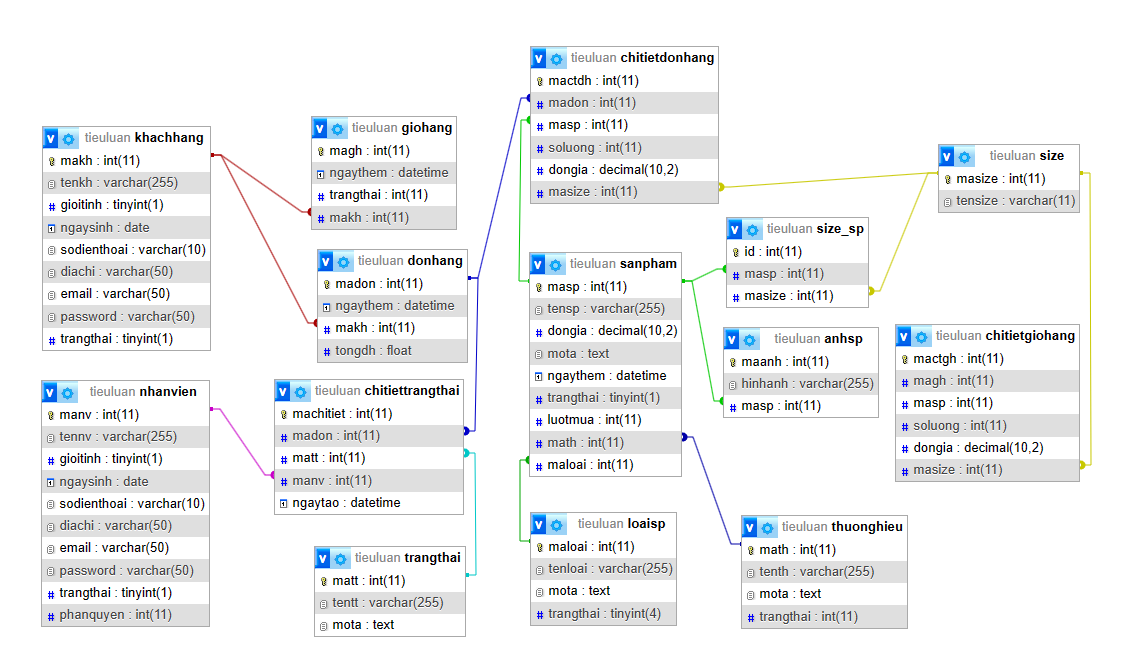 tieuluan khachhang
makh : int(11)
tenkh : varchar(255)
gioitinh : tinyint(1)
ngaysinh : date
sodienthoai : varchar(10)
diachi : varchar(50)
email : varchar(50)
password : varchar(50)
trangthai : tinyint(1)
tieuluan nhanvien
manv : int(11)
tennv : varchar(255)
gioitinh : tinyint(1)
ngaysinh : date
sodienthoai : varchar(10)
diachi : varchar(50)
email : varchar(50)
password : varchar(50)
trangthai : tinyint(1)
phanquyen : int(11)
tieuluan giohang
magh : int(11)
ngaythem : datetime
trangthai : int(11)
makh : int(11)
tieuluan donhang
madon : int(11)
ngaythem : datetime
makh : int(11)
tongdh : float
tieuluan chitiettrangthai
machitiet : int(11)
madon : int(11)
matt : int(11)
manv : int(11)
ngaytao : datetime
tieuluan trangthai
matt : int(11)
tentt : varchar(255)
mota : text
tieuluan chitietdonhang
mactdh : int(11)
madon : int(11)
masp : int(11)
soluong : int(11)
dongia : decimal(10,2)
masize : int(11)
tieuluan sanpham
masp : int(11)
tensp : varchar(255)
dongia : decimal(10,2)
mota : text
ngaythem : datetime
trangthai : tinyint(1)
luotmua : int(11)
math : int(11)
maloai : int(11)
tieuluan loaisp
maloai : int(11)
tenloai : varchar(255)
mota : text
trangthai : tinyint(4)
tieuluan size_sp
id : int(11)
masp : int(11)
masize : int(11)
tieuluan anhsp
maanh : int(11)
hinhanh : varchar(255)
masp : int(11)
tieuluan thuonghieu
math : int(11)
tenth : varchar(255)
mota : text
trangthai : int(11)
tieuluan size
masize : int(11)
tensize : varchar(11)
tieuluan chitietgiohang
mactgh : int(11)
magh : int(11)
masp : int(11)
soluong : int(11)
dongia : decimal(10,2)
masize : int(11)